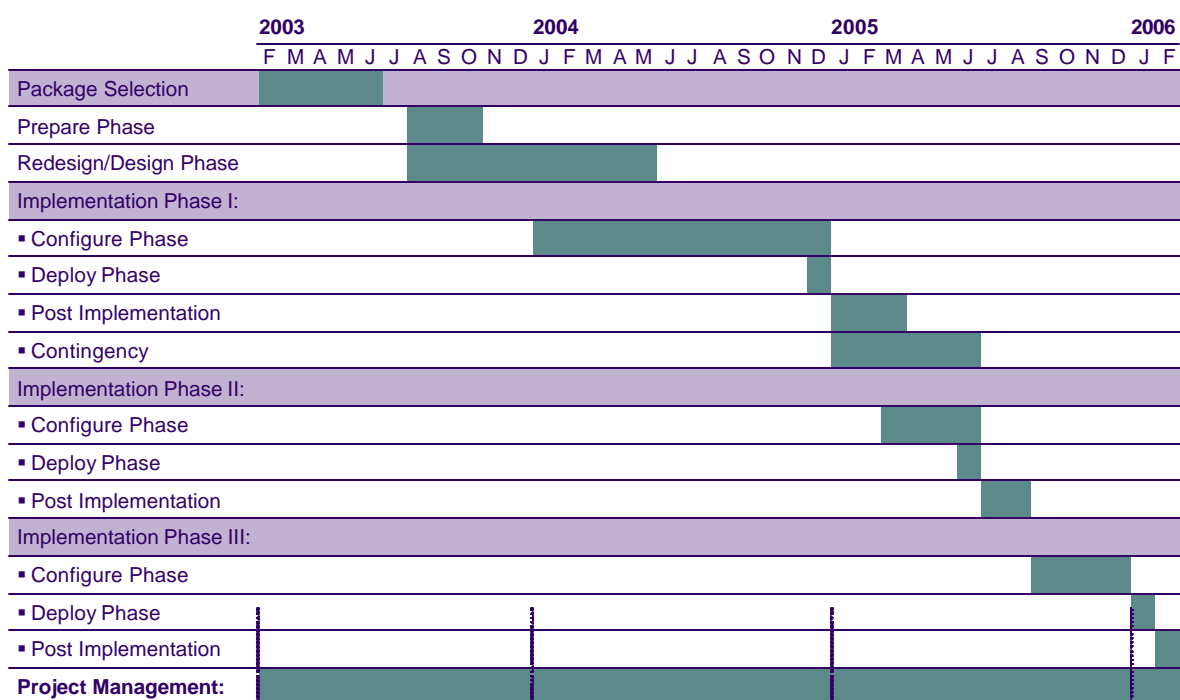 2003 2004 2005 2006
F M A M J J A S O N D J F M A M J J A S O N D J F M A M J J A S O N D J F
Package Selection
Prepare Phase
Redesign/Design Phase
Implementation Phase I:
▪ Configure Phase
▪ Deploy Phase
▪ Post Implementation
▪ Contingency
Implementation Phase II:
▪ Configure Phase
▪ Deploy Phase
▪ Post Implementation
Implementation Phase III:
▪ Configure Phase
▪ Deploy Phase
▪ Post Implementation
Project Management: